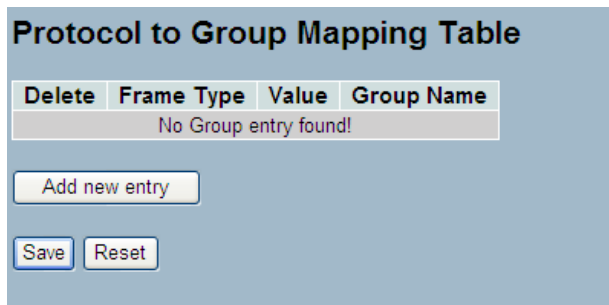 Protocol to Group Mapping Table
Delete Frame Type Value Group Name
No Group entry found!
Add new entry
Save Reset